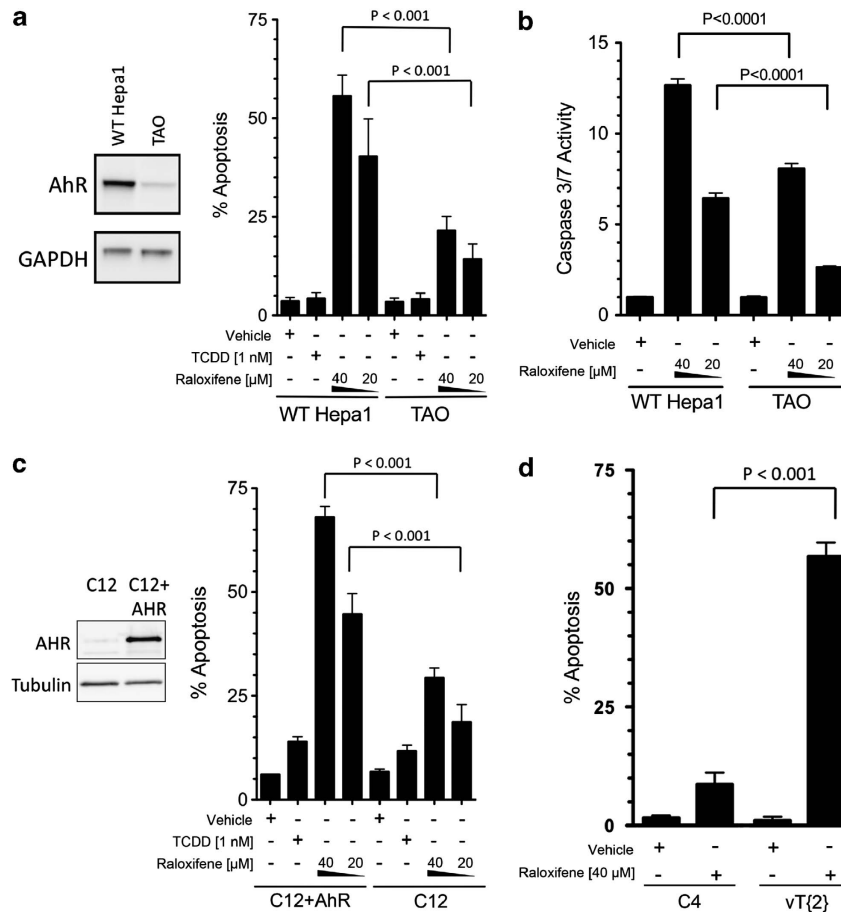 a
WT Hepa1
TAO
AhR
GAPDH
P < 0.001
P < 0.001
% Apoptosis
75
50
25
0
Vehicle + - - - + - - -
TCDD [1 nM] - + - - - + - -
Raloxifene [µM] - - 40 20 - - 40 20
WT Hepa1 TAO
b
P<0.0001
P<0.0001
Caspase 3/7 Activity
15
12
9
6
3
0
Vehicle + - - + - -
Raloxifene [µM] - 40 20 - 40 20
WT Hepa1 TAO
c
C12 C12+
AHR
AHR
Tubulin
P < 0.001
P < 0.001
% Apoptosis
75
50
25
0
Vehicle + - - - + - - -
TCDD [1 nM] - + - - - + - -
Raloxifene [µM] - - 40 20 - - 40 20
C12+AhR C12
d
P < 0.001
% Apoptosis
75
50
25
0
Vehicle + - + -
Raloxifene [40 µM] - + - +
C4 vT{2}